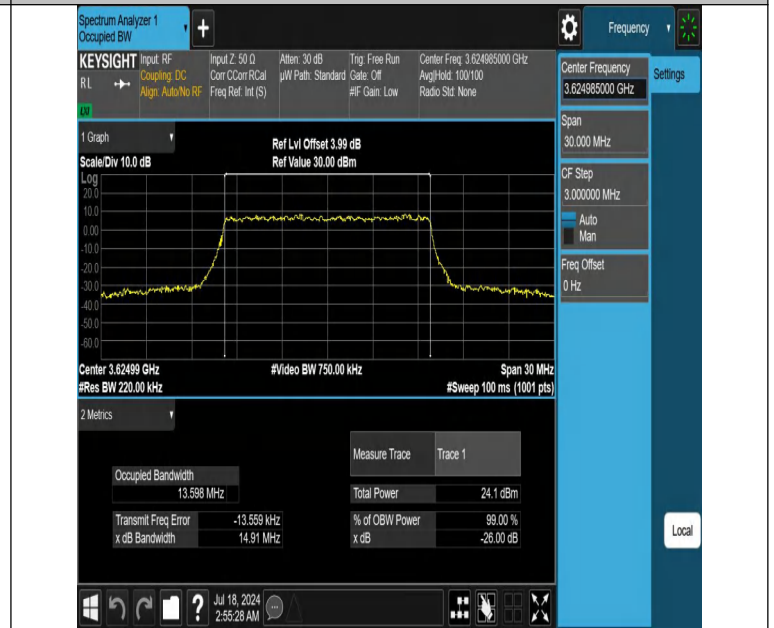 Spectrum Analyzer 1
Occupied BW
+
Frequency
KEYSIGHT
RL
LXI
Input: RF
Coupling: DC
Align: Auto/No RF
Input Z: 50 Ω
Corr CCorr RCal
Freq Ref: Int (S)
Atten: 30 dB
µW Path: Standard
Trig: Free Run
Gate: Off
#IF Gain: Low
Center Freq: 3.624985000 GHz
Avg|Hold: 100/100
Radio Std: None
1 Graph
Scale/Div 10.0 dB
Ref Lvl Offset 3.99 dB
Ref Value 30.00 dBm
Log
20.0
10.0
0.00
-10.0
-20.0
-30.0
-40.0
-50.0
-60.0
Center 3.62499 GHz
#Res BW 220.00 kHz
#Video BW 750.00 kHz
Span 30 MHz
#Sweep 100 ms (1001 pts)
2 Metrics
Measure Trace Trace 1
Occupied Bandwidth
13.598 MHz
Total Power 24.1 dBm
Transmit Freq Error -13.559 kHz
% of OBW Power 99.00 %
x dB Bandwidth 14.91 MHz
x dB -26.00 dB
Center Frequency
3.624985000 GHz
Settings
Span
30.000 MHz
CF Step
3.000000 MHz
Auto
Man
Freq Offset
0 Hz
Local
?
Jul 18, 2024
2:55:28 AM